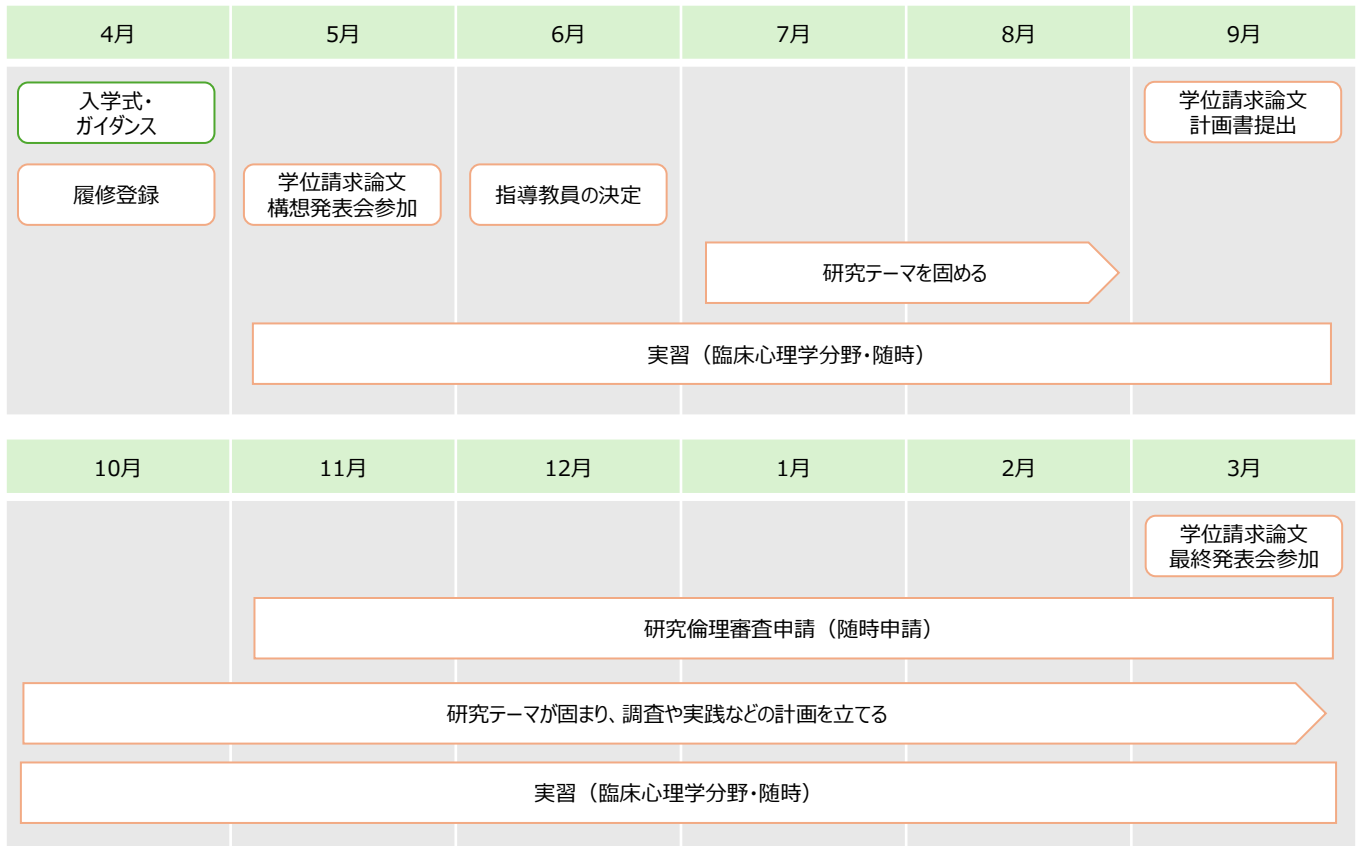 4月
5月
6月
7月
8月
9月
入学式・
ガイダンス
学位請求論文
計画書提出
履修登録
学位請求論文
構想発表会参加
指導教員の決定
研究テーマを固める
実習（臨床心理学分野・随時）
10月
11月
12月
1月
2月
3月
学位請求論文
最終発表会参加
研究倫理審査申請（随時申請）
研究テーマが固まり、調査や実践などの計画を立てる
実習（臨床心理学分野・随時）